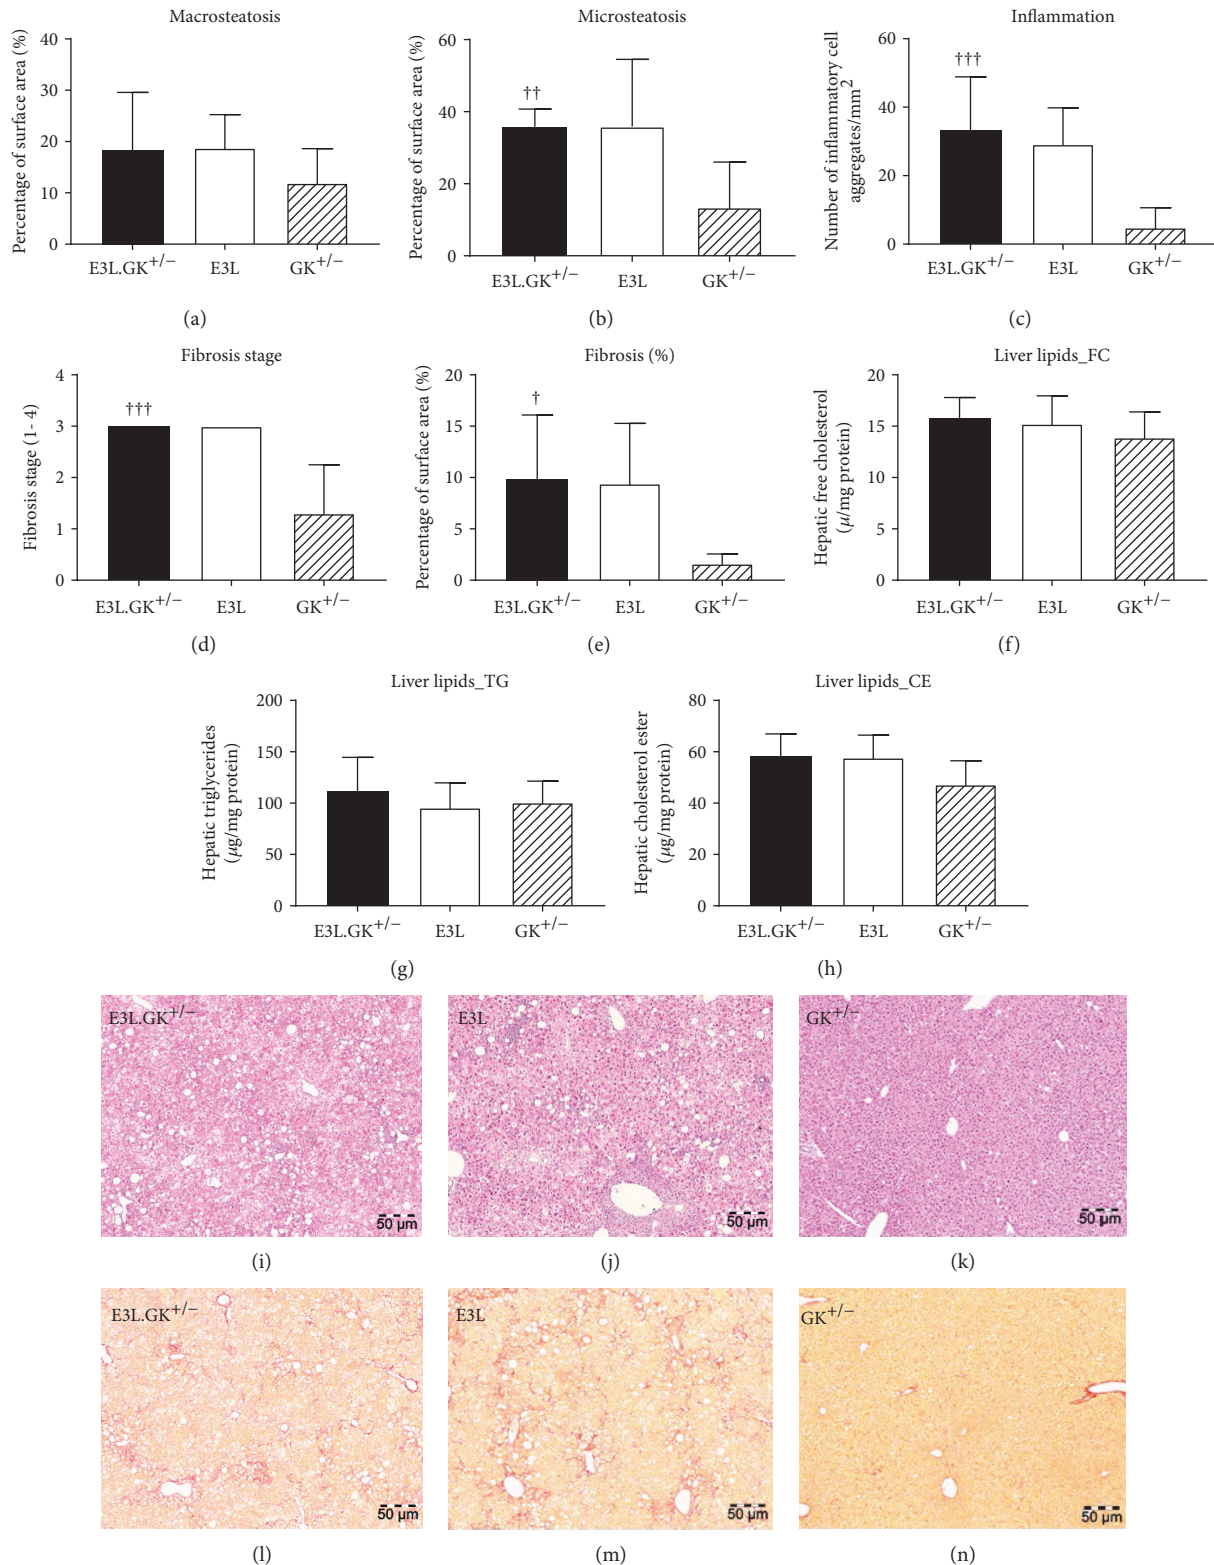 Macrosteatosis
Percentage of surface area (%)
40
30
20
10
0
E3L.GK+/−
E3L
GK+/−
(a)
Microsteatosis
Percentage of surface area (%)
60
40
20
0
††
E3L.GK+/−
E3L
GK+/−
(b)
Inflammation
Number of inflammatory cell
aggregates/mm²
60
40
20
0
†††
E3L.GK+/−
E3L
GK+/−
(c)
Fibrosis stage
Fibrosis stage (1- 4)
4
3
2
1
0
†††
E3L.GK+/−
E3L
GK+/−
(d)
Fibrosis (%)
Percentage of surface area (%)
20
15
10
5
0
†
E3L.GK+/−
E3L
GK+/−
(e)
Liver lipids_FC
Hepatic free cholesterol
(μ/mg protein)
20
15
10
5
0
E3L.GK+/−
E3L
GK+/−
(f)
Liver lipids_TG
Hepatic triglycerides
(μg/mg protein)
200
150
100
50
0
E3L.GK+/−
E3L
GK+/−
(g)
Liver lipids_CE
Hepatic cholesterol ester
(μg/mg protein)
80
60
40
20
0
E3L.GK+/−
E3L
GK+/−
(h)
E3L.GK+/−
50 μm
(i)
E3L
50 μm
(j)
GK+/−
50 μm
(k)
E3L.GK+/−
50 μm
(l)
E3L
50 μm
(m)
GK+/−
50 μm
(n)